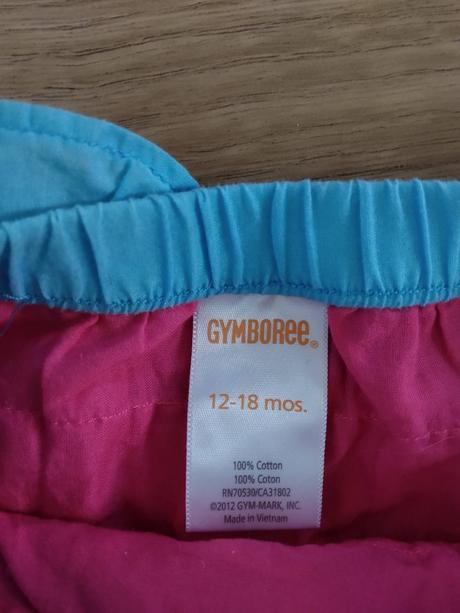 GYMBOREE®
12-18 mos.
100% Cotton
100% Coton
RN70530/CA31802
©2012 GYM-MARK, INC.
Made in Vietnam